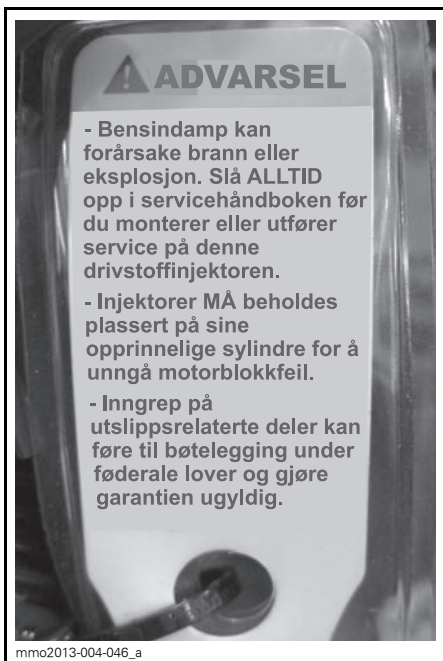 ADVARSEL
- Bensindamp kan
forårsake brann eller
eksplosjon. Slå ALLTID
opp i servicehåndboken før
du monterer eller utfører
service på denne
drivstoffinjektoren.
- Injektorer MÅ beholdes
plassert på sine
opprinnelige sylindre for å
unngå motorblokkfeil.
- Inngrep på
utslippsrelaterte deler kan
føre til bøtelegging under
føderale lover og gjøre
garantien ugyldig.
mmo2013-004-046_a